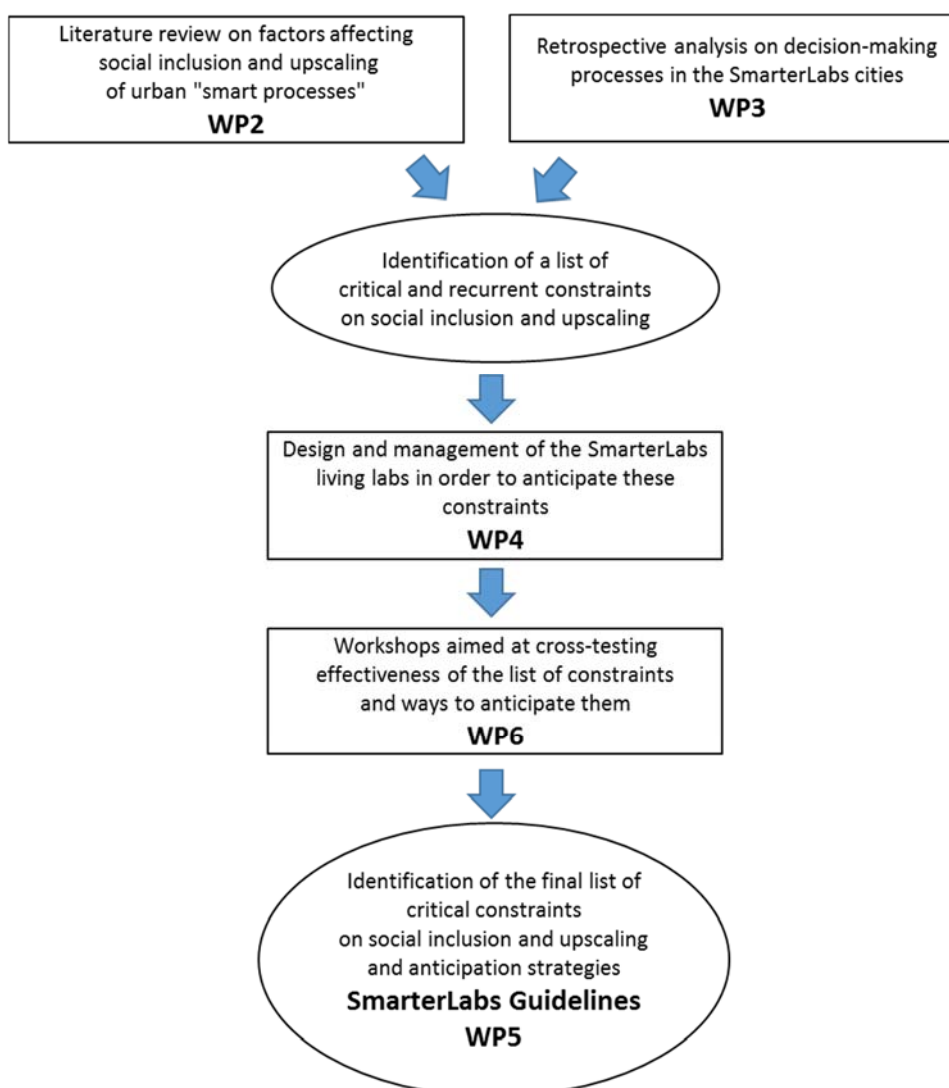 Literature review on factors affecting
social inclusion and upscaling
of urban "smart processes"
WP2
Retrospective analysis on decision-making
processes in the SmarterLabs cities
WP3
Identification of a list of
critical and recurrent constraints
on social inclusion and upscaling
Design and management of the SmarterLabs
living labs in order to anticipate these
constraints
WP4
Workshops aimed at cross-testing
effectiveness of the list of constraints
and ways to anticipate them
WP6
Identification of the final list of
critical constraints
on social inclusion and upscaling
and anticipation strategies
SmarterLabs Guidelines
WP5